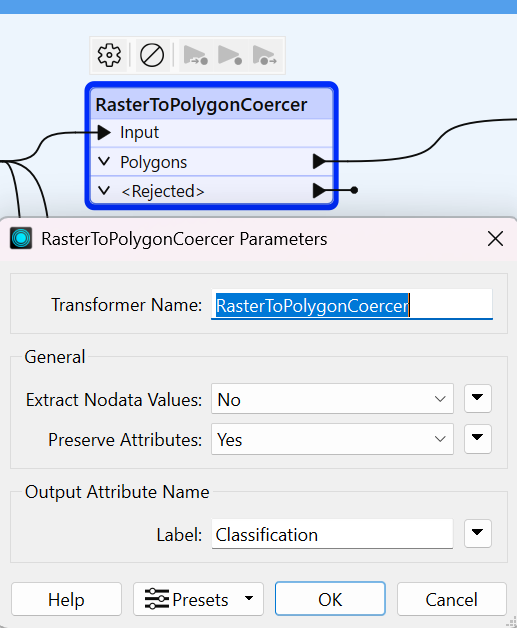 RasterToPolygonCoercer
Input
Polygons
<Rejected>
RasterToPolygonCoercer Parameters
Transformer Name: RasterToPolygonCoercer
General
Extract Nodata Values: No
Preserve Attributes: Yes
Output Attribute Name
Label: Classification
Help Presets OK Cancel